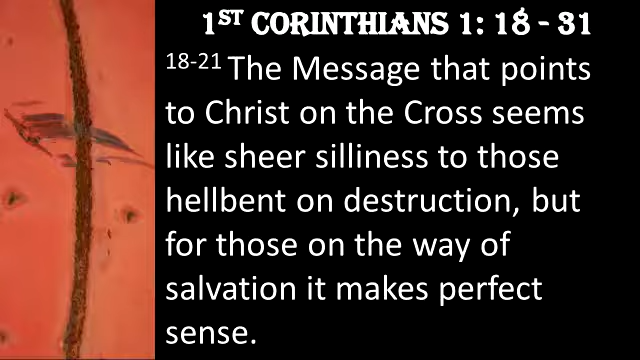 1ST CORINTHIANS 1: 18 - 31
18-21 The Message that points
to Christ on the Cross seems
like sheer silliness to those
hellbent on destruction, but
for those on the way of
salvation it makes perfect
sense.